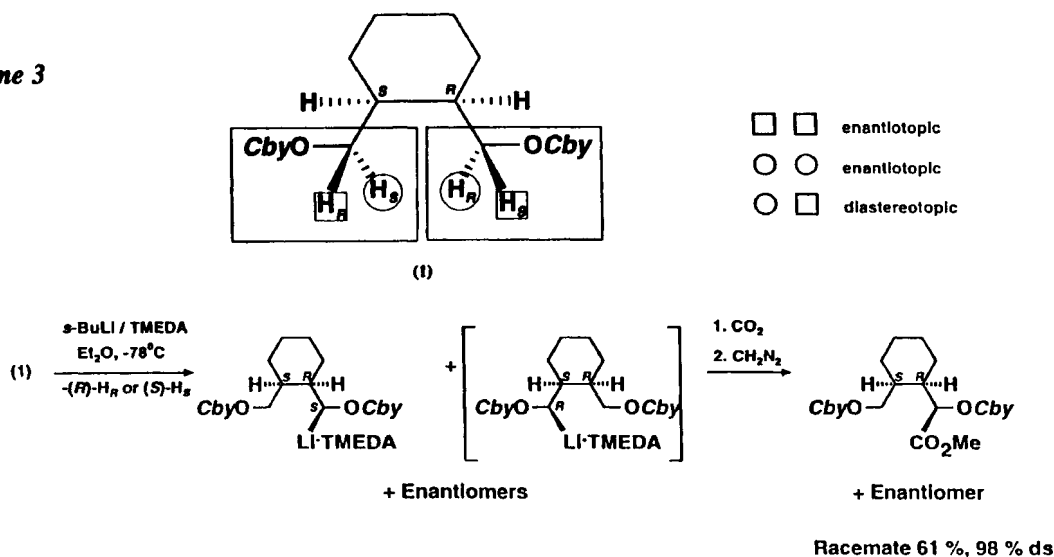 me 3
S R
H H
CbyO OCby
H_R H_S H_R H_S
(1)
enantiotopic
enantiotopic
diastereotopic
(1)
s-BuLi / TMEDA
Et₂O, -78⁰C
-(R)-H_R or (S)-H_S
H S R H
CbyO S OCby
Li·TMEDA
+
H S R H
CbyO R OCby
Li·TMEDA
+ Enantiomers
1. CO₂
2. CH₂N₂
H S R H
CbyO OCby
CO₂Me
+ Enantiomer
Racemate 61 %, 98 % ds